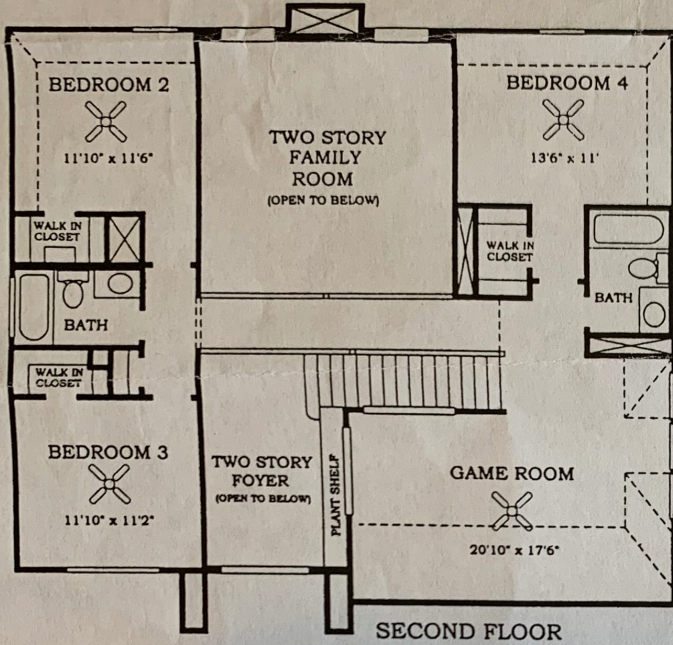 BEDROOM 2
11'10" x 11'6"
TWO STORY
FAMILY
ROOM
(OPEN TO BELOW)
BEDROOM 4
13'6" x 11'
WALK IN
CLOSET
WALK IN
CLOSET
BATH
BATH
WALK IN
CLOSET
BEDROOM 3
11'10" x 11'2"
TWO STORY
FOYER
(OPEN TO BELOW)
PLANT SHELF
GAME ROOM
20'10" x 17'6"
SECOND FLOOR